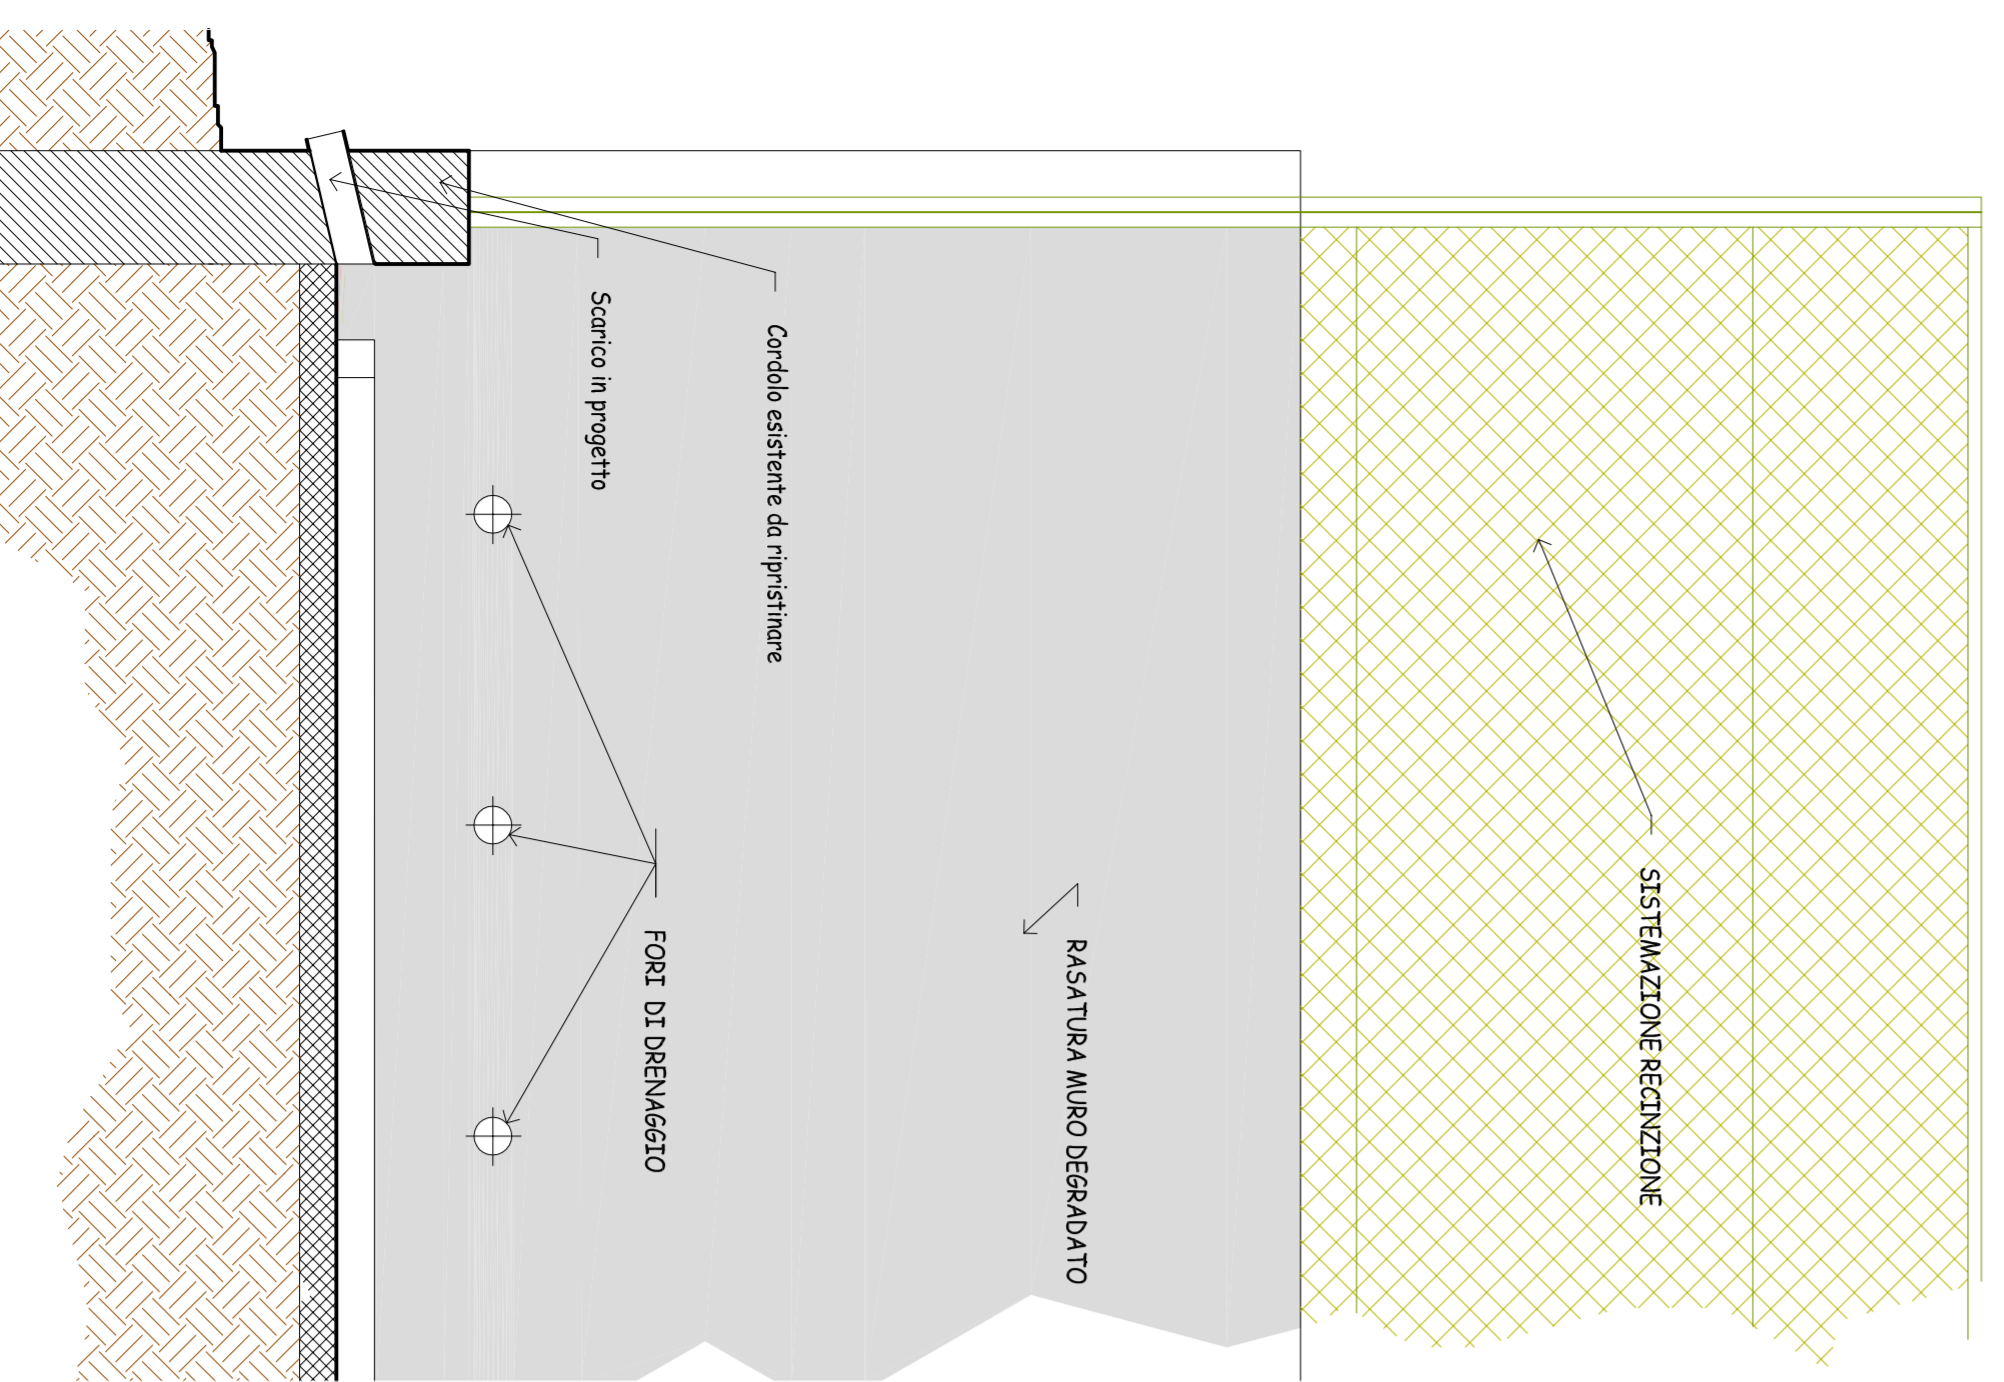 SISTEMAZIONE RECINZIONE
RASATURA MURO DEGRADATO
Cordolo esistente da ripristinare
FORI DI DRENAGGIO
Scarico in progetto